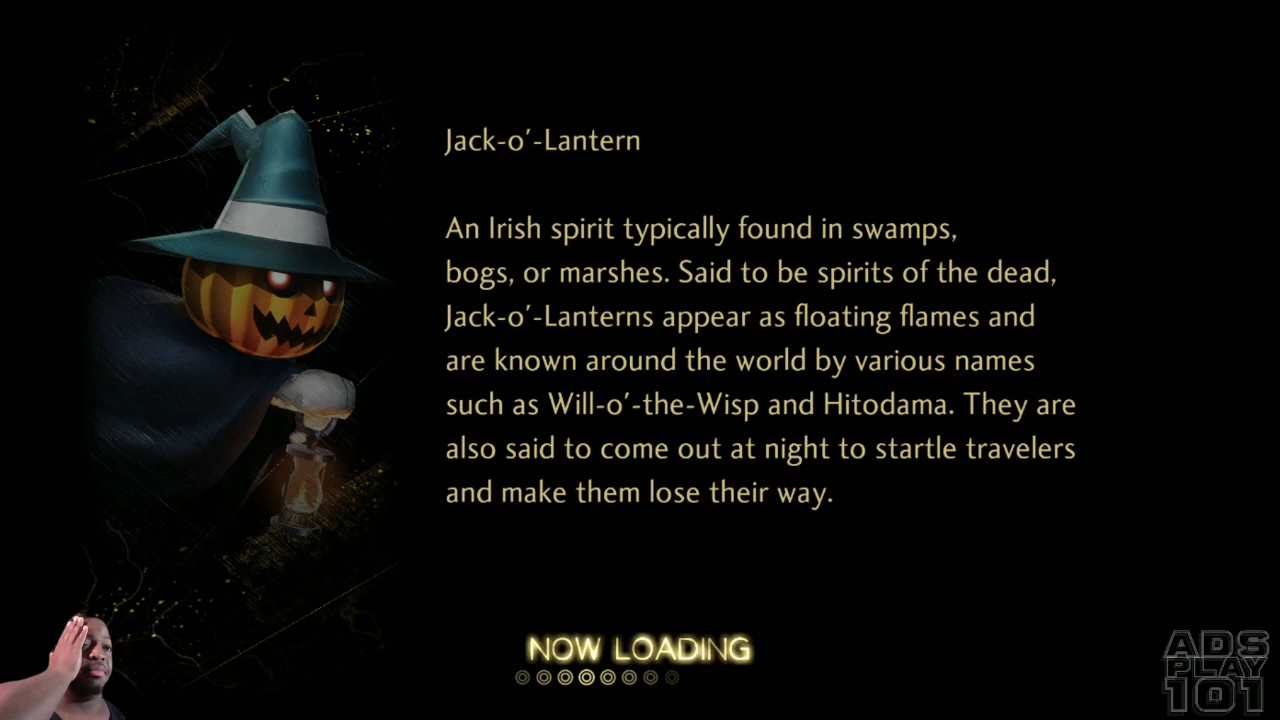 Jack-o'-Lantern
An Irish spirit typically found in swamps,
bogs, or marshes. Said to be spirits of the dead,
Jack-o'-Lanterns appear as floating flames and
are known around the world by various names
such as Will-o'-the-Wisp and Hitodama. They are
also said to come out at night to startle travelers
and make them lose their way.
NOW LOADING
ADS
PLAY
101